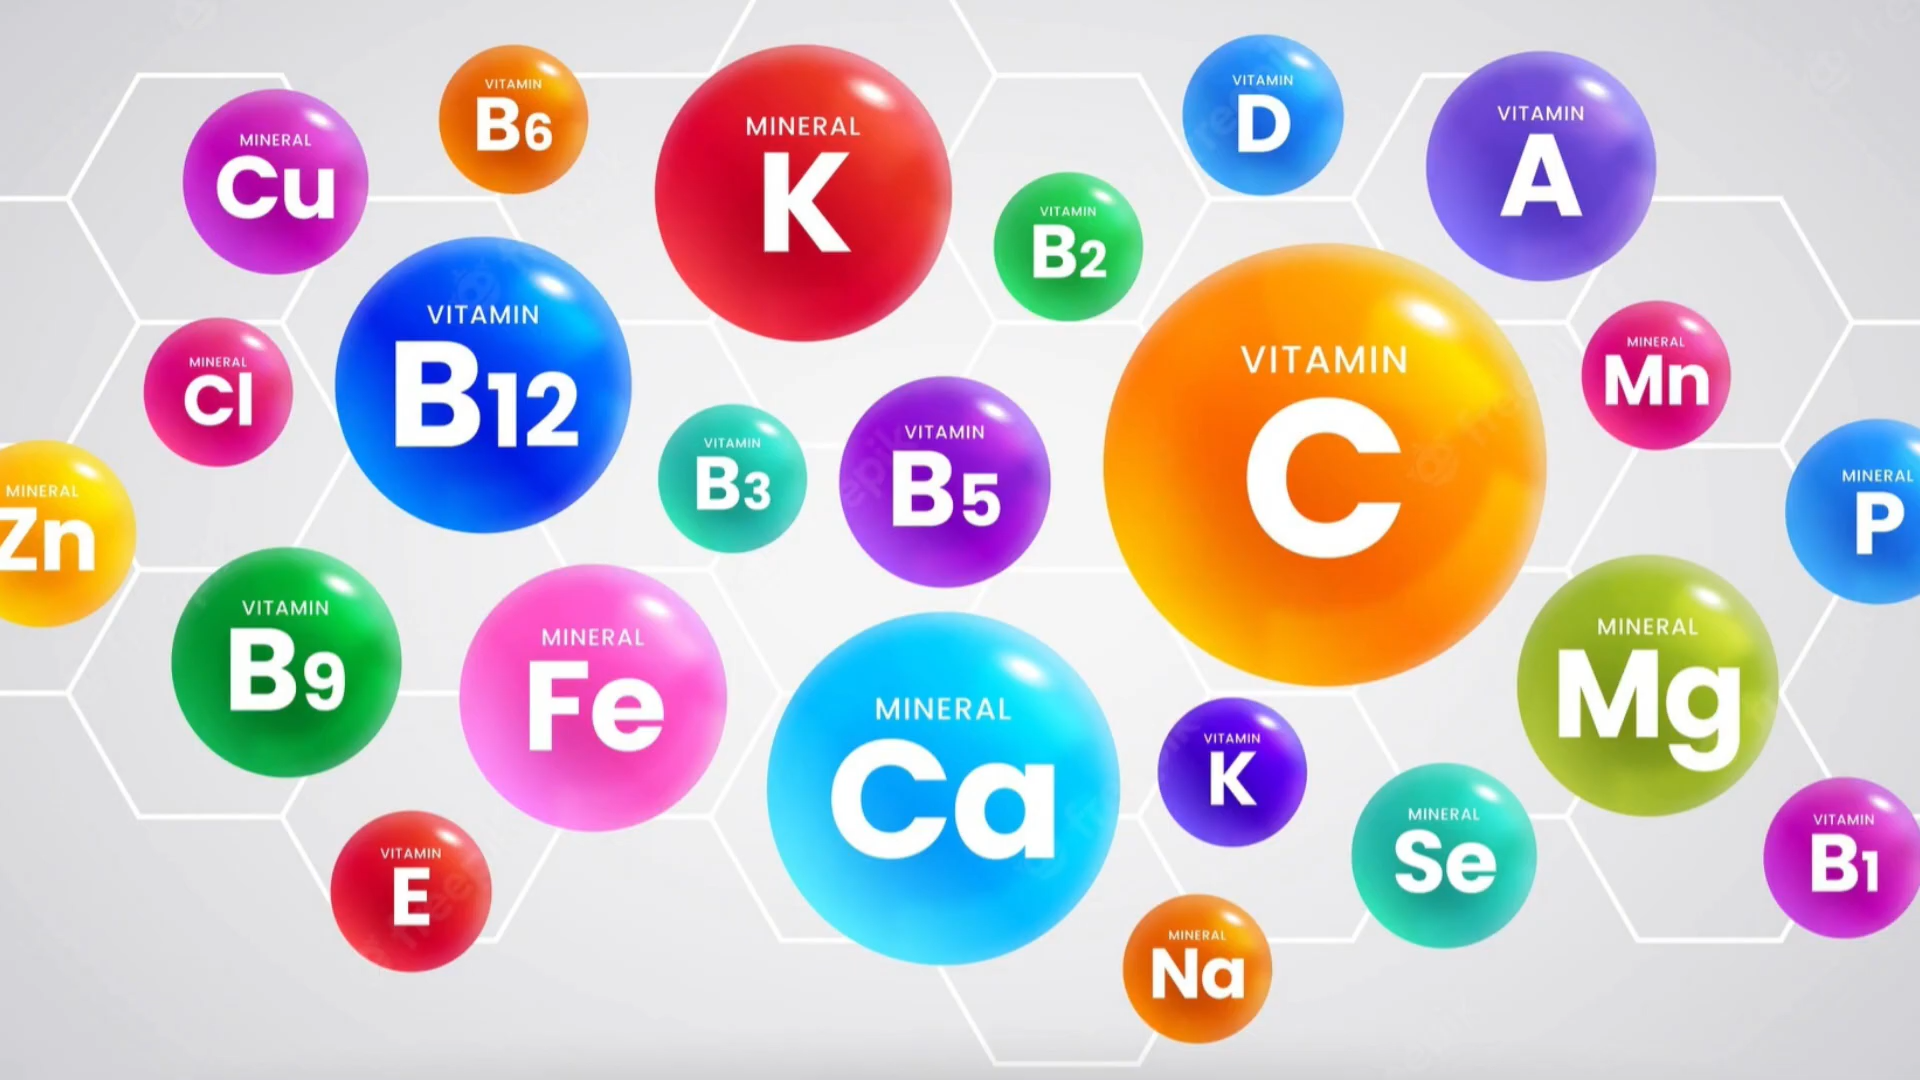 VITAMIN
B6
MINERAL
K
VITAMIN
D
VITAMIN
A
MINERAL
Cu
VITAMIN
B2
VITAMIN
B12
VITAMIN
C
MINERAL
Mn
MINERAL
Cl
VITAMIN
B3
VITAMIN
B5
MINERAL
P
MINERAL
Zn
VITAMIN
B9
MINERAL
Fe
MINERAL
Mg
MINERAL
Ca
VITAMIN
K
MINERAL
Se
VITAMIN
B1
VITAMIN
E
MINERAL
Na